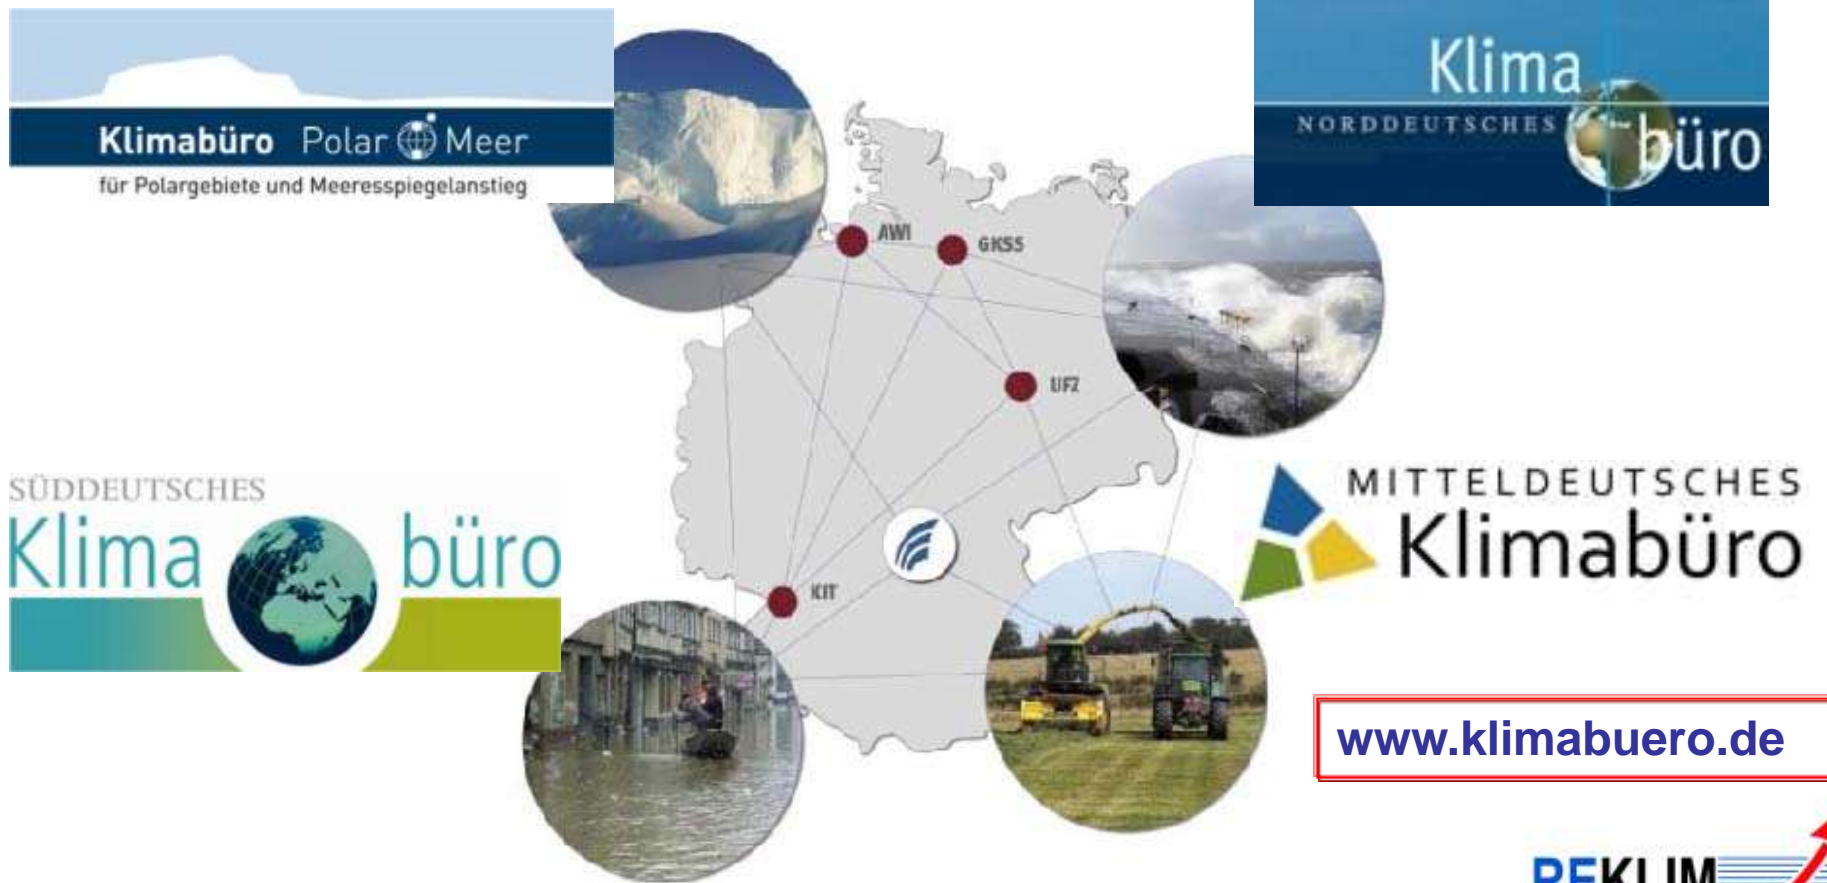 Klimabüro Polar Meer
für Polargebiete und Meeresspiegelanstieg
Klima
NORDDEUTSCHES
büro
AWI
GKSS
UFZ
SÜDDEUTSCHES
Klima büro
MITTELDEUTSCHES
Klimabüro
KIT
www.klimabuero.de
REKLIM